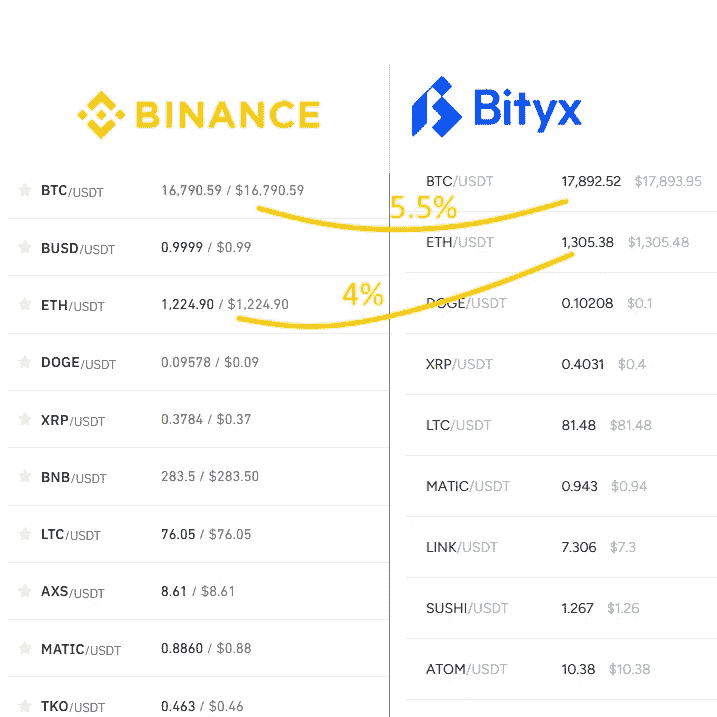 BINANCE
BTC/USDT 16,790.59 / $16,790.59
BUSD/USDT 0.9999 / $0.99
ETH/USDT 1,224.90 / $1,224.90
DOGE/USDT 0.09578 / $0.09
XRP/USDT 0.3784 / $0.37
BNB/USDT 283.5 / $283.50
LTC/USDT 76.05 / $76.05
AXS/USDT 8.61 / $8.61
MATIC/USDT 0.8860 / $0.88
TKO/USDT 0.463 / $0.46
5.5%
4%
Bityx
BTC/USDT 17,892.52 $17,893.95
ETH/USDT 1,305.38 $1,305.48
DOGE/USDT 0.10208 $0.1
XRP/USDT 0.4031 $0.4
LTC/USDT 81.48 $81.48
MATIC/USDT 0.943 $0.94
LINK/USDT 7.306 $7.3
SUSHI/USDT 1.267 $1.26
ATOM/USDT 10.38 $10.38